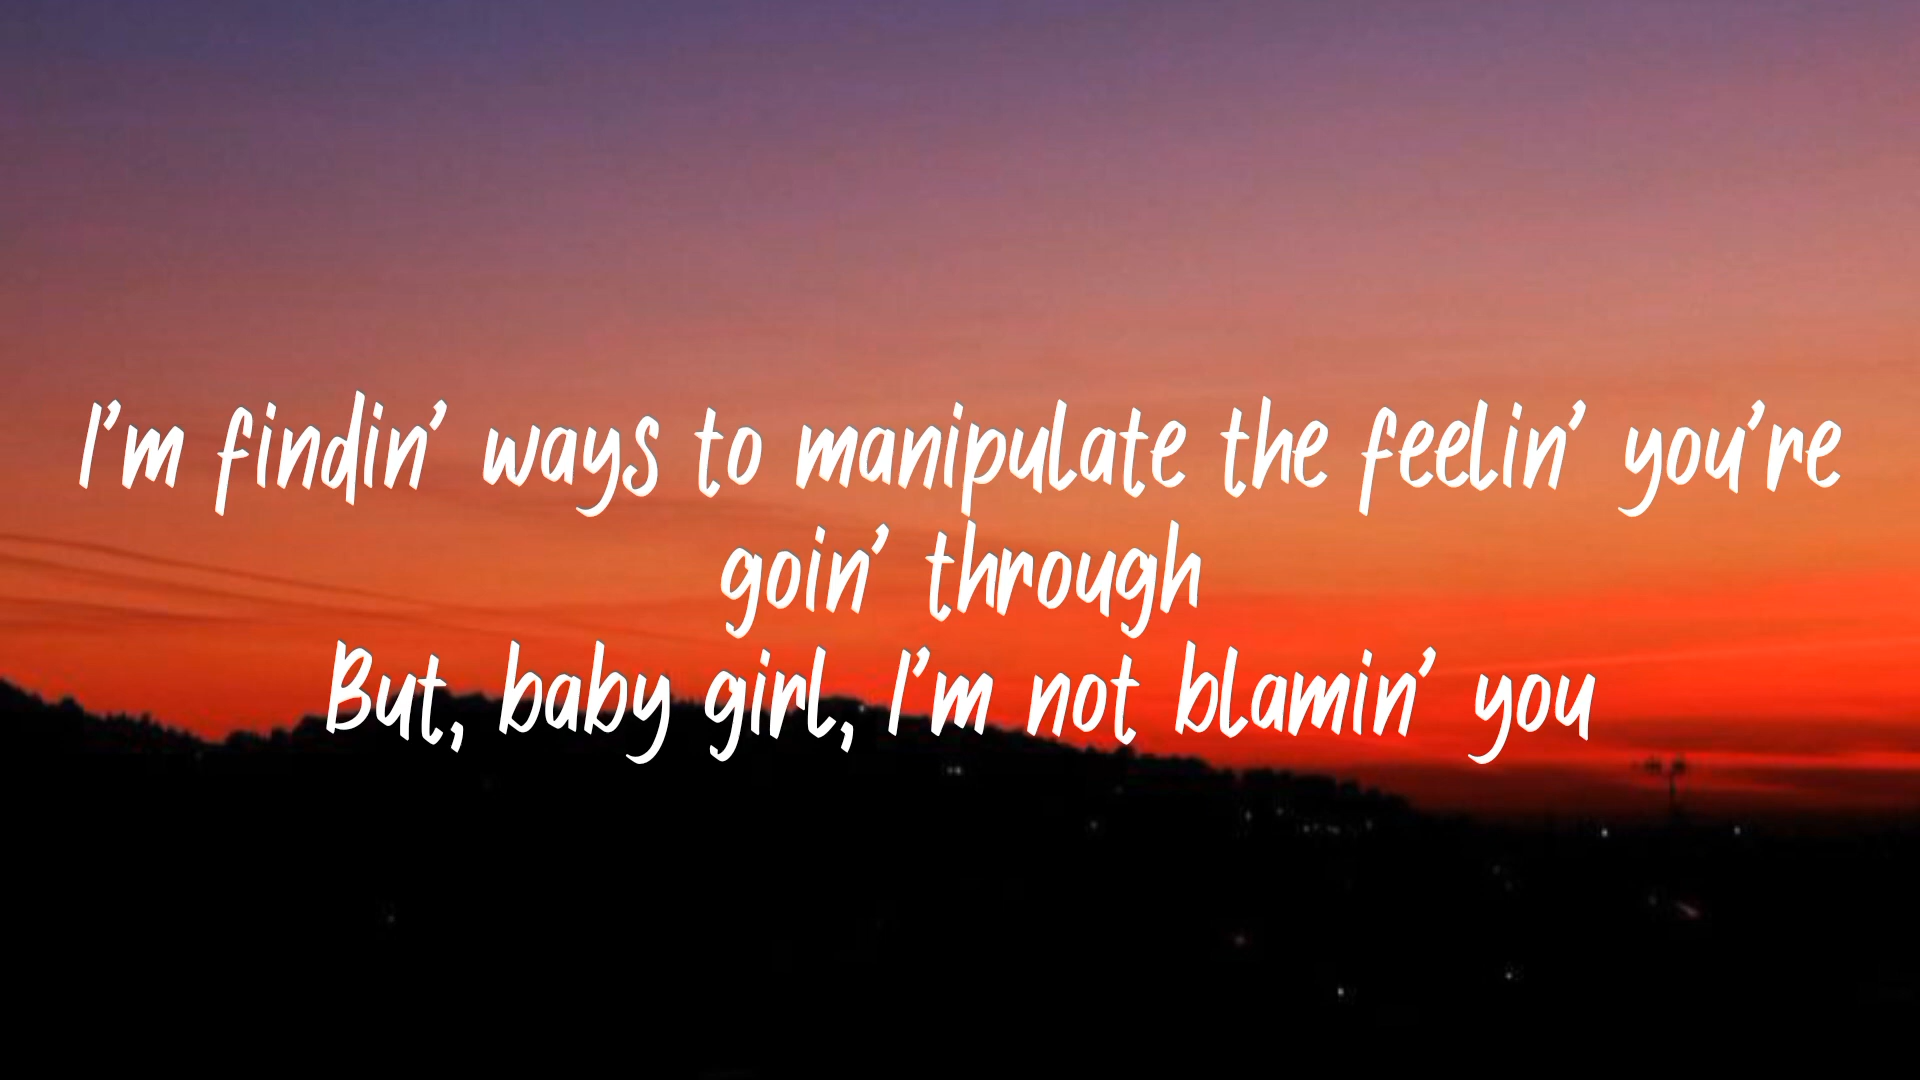 I'm findin' ways to manipulate the feelin' you're
goin' through
But, baby girl, I'm not blamin' you